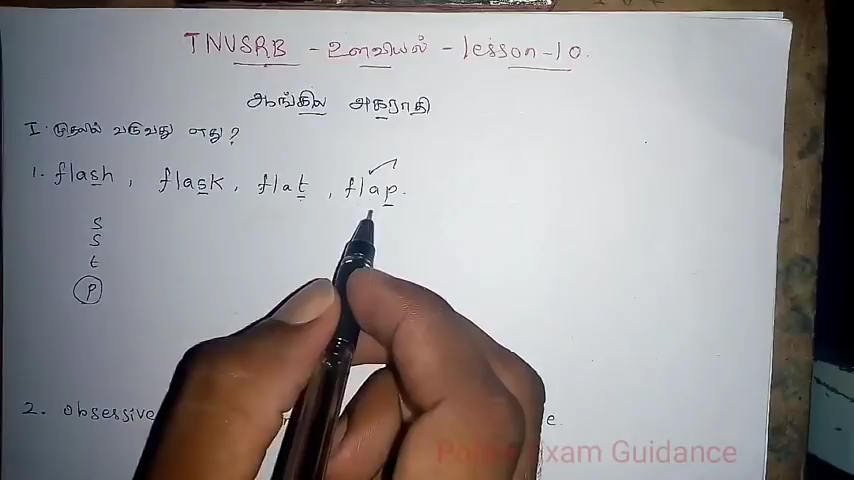 TNUSRB - உளவியல் - lesson-10.
ஆங்கில அகராதி
I. முதலில் வருவது எது?
1. flash, flask, flat, flap.
s
s
t
p
2. obsessive
Police Exam Guidance